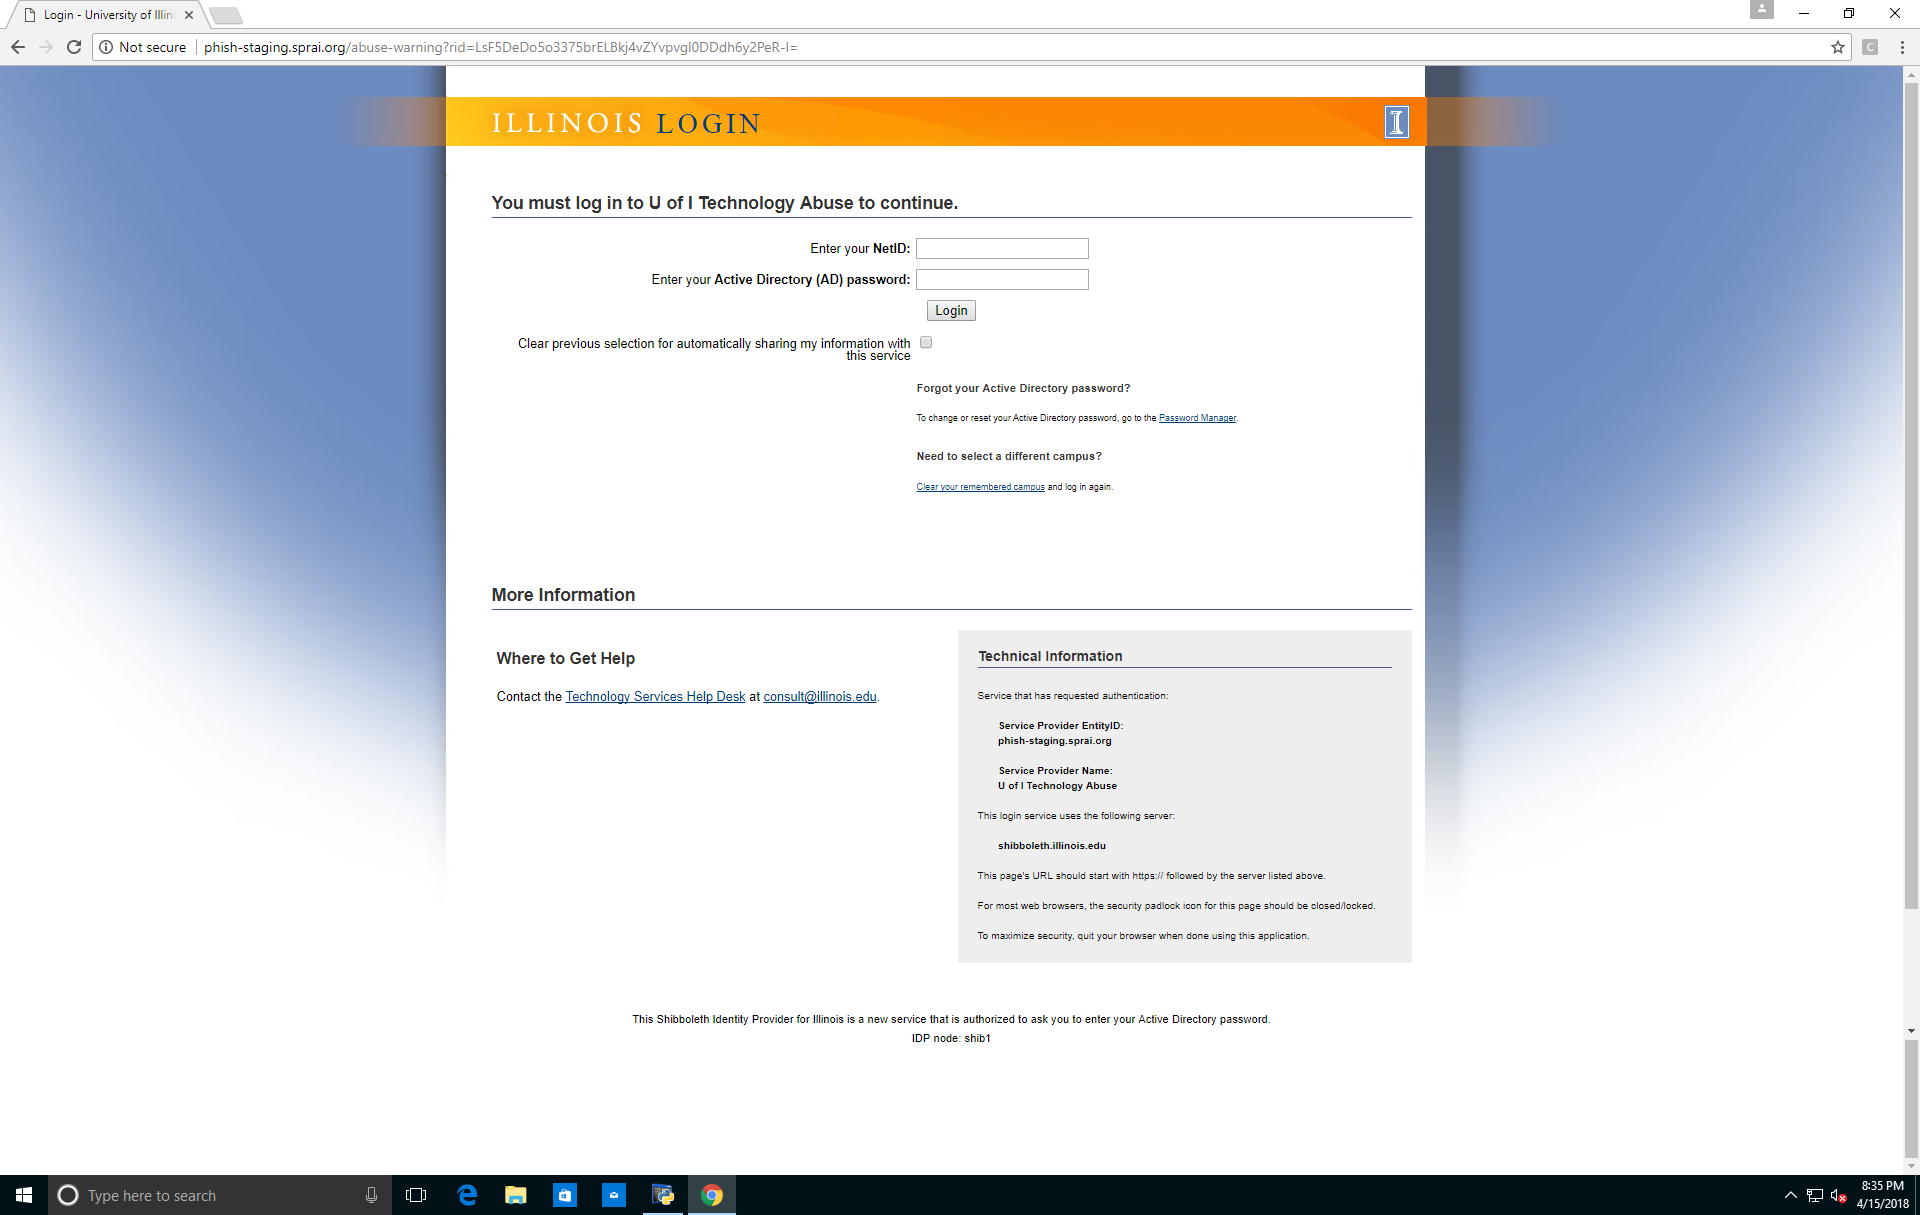 Login - University of Illin
Not secure
phish-staging.sprai.org/abuse-warning?rid=LsF5DeDo5o3375brELBkj4vZYvpvgI0DDdh6y2PeR-I=
C
ILLINOIS LOGIN
I
You must log in to U of I Technology Abuse to continue.
Enter your NetID:
Enter your Active Directory (AD) password:
Login
Clear previous selection for automatically sharing my information with
this service
Forgot your Active Directory password?
To change or reset your Active Directory password, go to the Password Manager.
Need to select a different campus?
Clear your remembered campus and log in again.
More Information
Where to Get Help
Contact the Technology Services Help Desk at consult@illinois.edu.
Technical Information
Service that has requested authentication:
Service Provider EntityID:
phish-staging.sprai.org
Service Provider Name:
U of I Technology Abuse
This login service uses the following server:
shibboleth.illinois.edu
This page's URL should start with https:// followed by the server listed above.
For most web browsers, the security padlock icon for this page should be closed/locked.
To maximize security, quit your browser when done using this application.
This Shibboleth Identity Provider for Illinois is a new service that is authorized to ask you to enter your Active Directory password.
IDP node: shib1
Type here to search
8:35 PM
4/15/2018